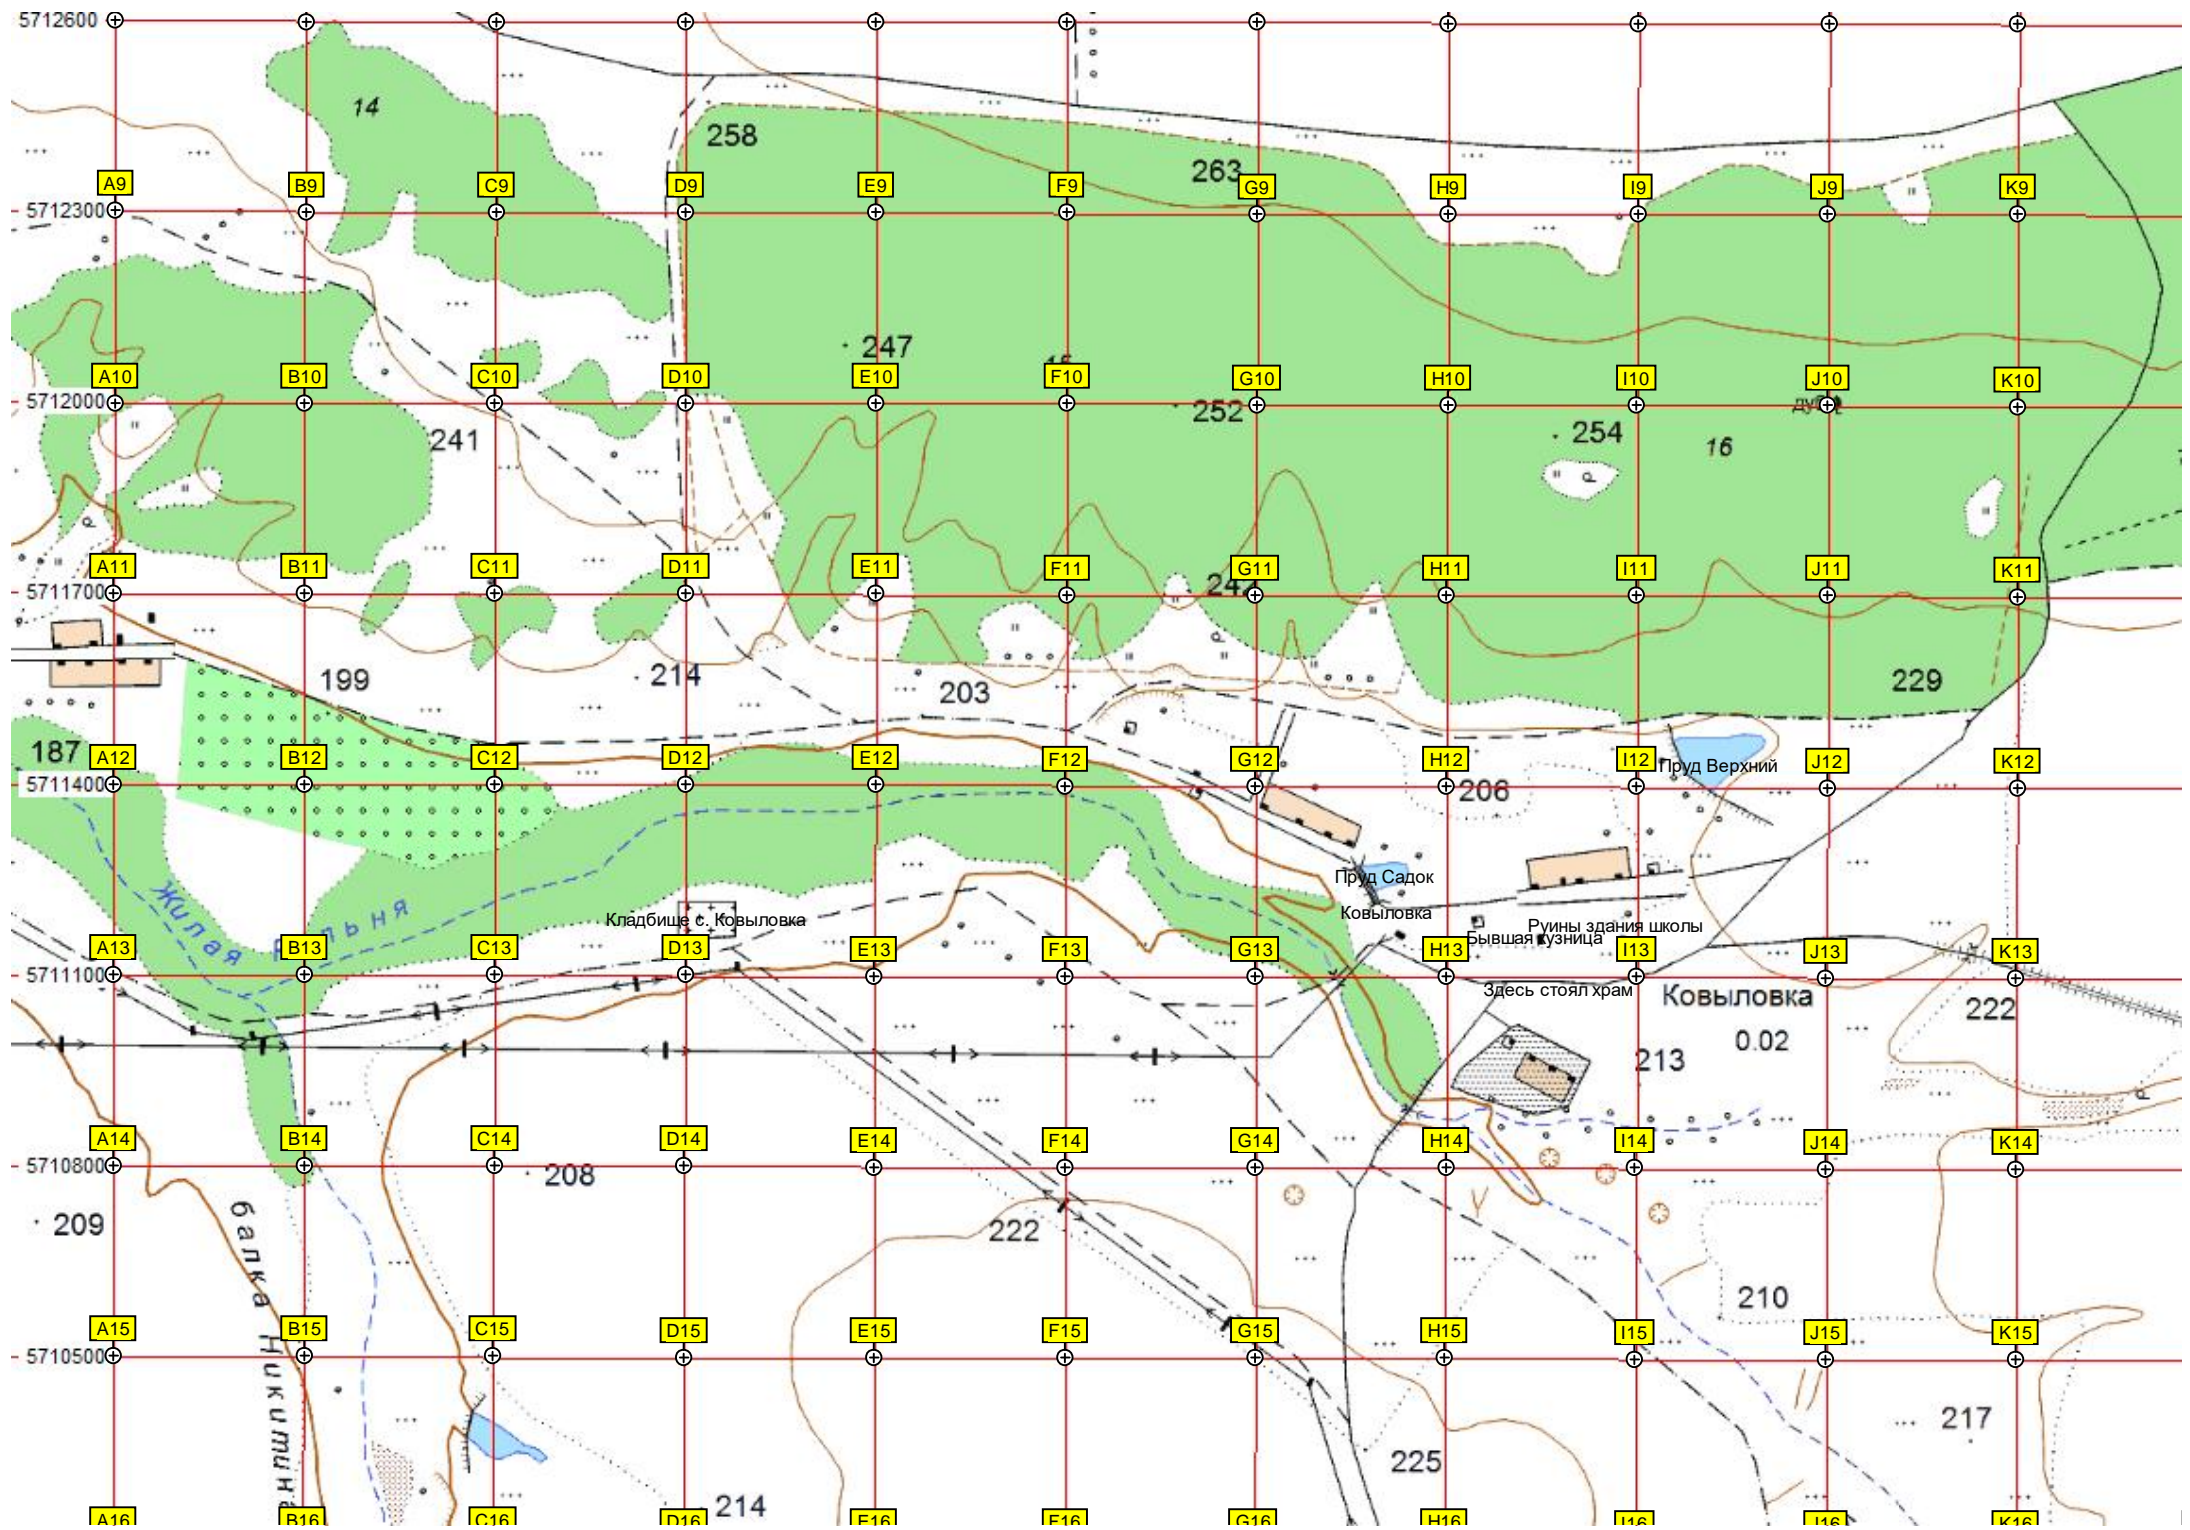 5712600
14
258
263
A9 B9 C9 D9 E9 F9 G9 H9 I9 J9 K9
5712300
247
A10 B10 C10 D10 E10 F10 G10 H10 I10 J10 K10
5712000
252
241
254
16
A11 B11 C11 D11 E11 F11 G11 H11 I11 J11 K11
5711700
199
214
203
229
187
A12 B12 C12 D12 E12 F12 G12 H12 I12 J12 K12
Пруд Верхний
5711400
206
Пруд Садок
Жилая Рыльня
Кладбище с. Ковыловка
Ковыловка
Руины здания школы
Бывшая кузница
A13 B13 C13 D13 E13 F13 G13 H13 I13 J13 K13
5711100
Здесь стоял храм
Ковыловка
222
0.02
213
A14 B14 C14 D14 E14 F14 G14 H14 I14 J14 K14
5710800
208
209
222
балка Никитина
210
A15 B15 C15 D15 E15 F15 G15 H15 I15 J15 K15
5710500
217
225
214
A16 B16 C16 D16 E16 F16 G16 H16 I16 J16 K16